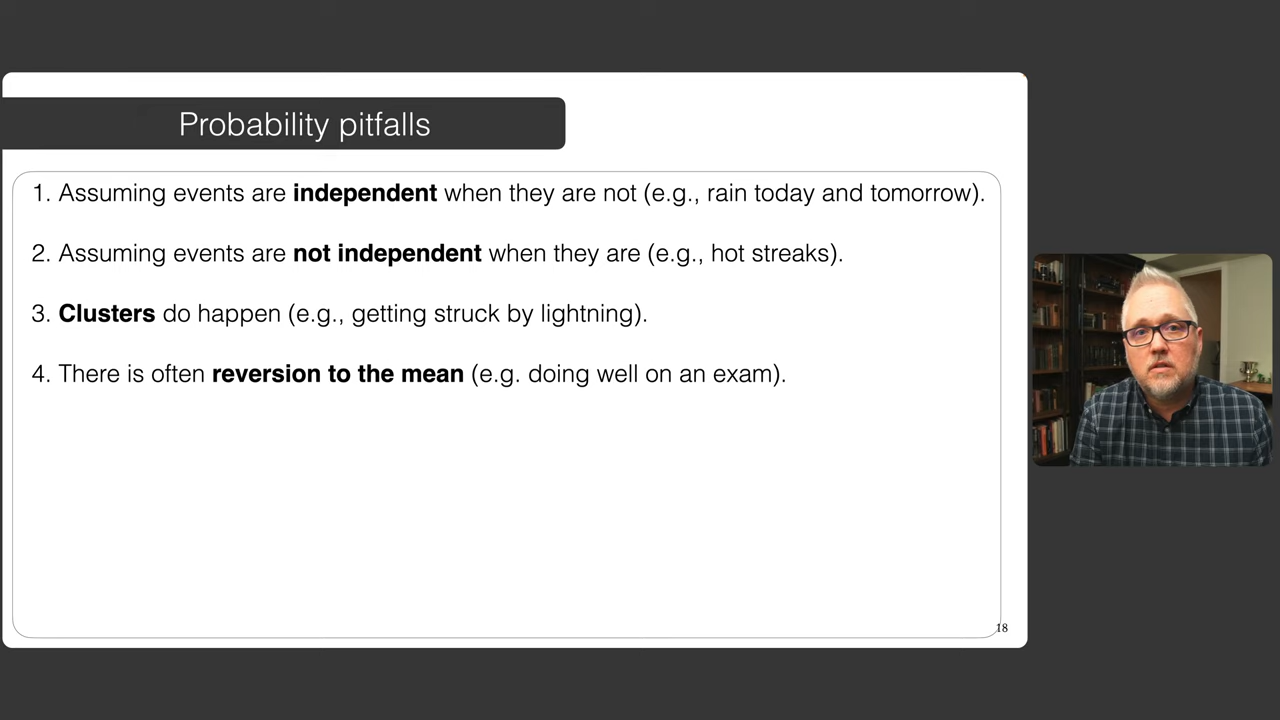 Probability pitfalls
1. Assuming events are independent when they are not (e.g., rain today and tomorrow).
2. Assuming events are not independent when they are (e.g., hot streaks).
3. Clusters do happen (e.g., getting struck by lightning).
4. There is often reversion to the mean (e.g. doing well on an exam).
18